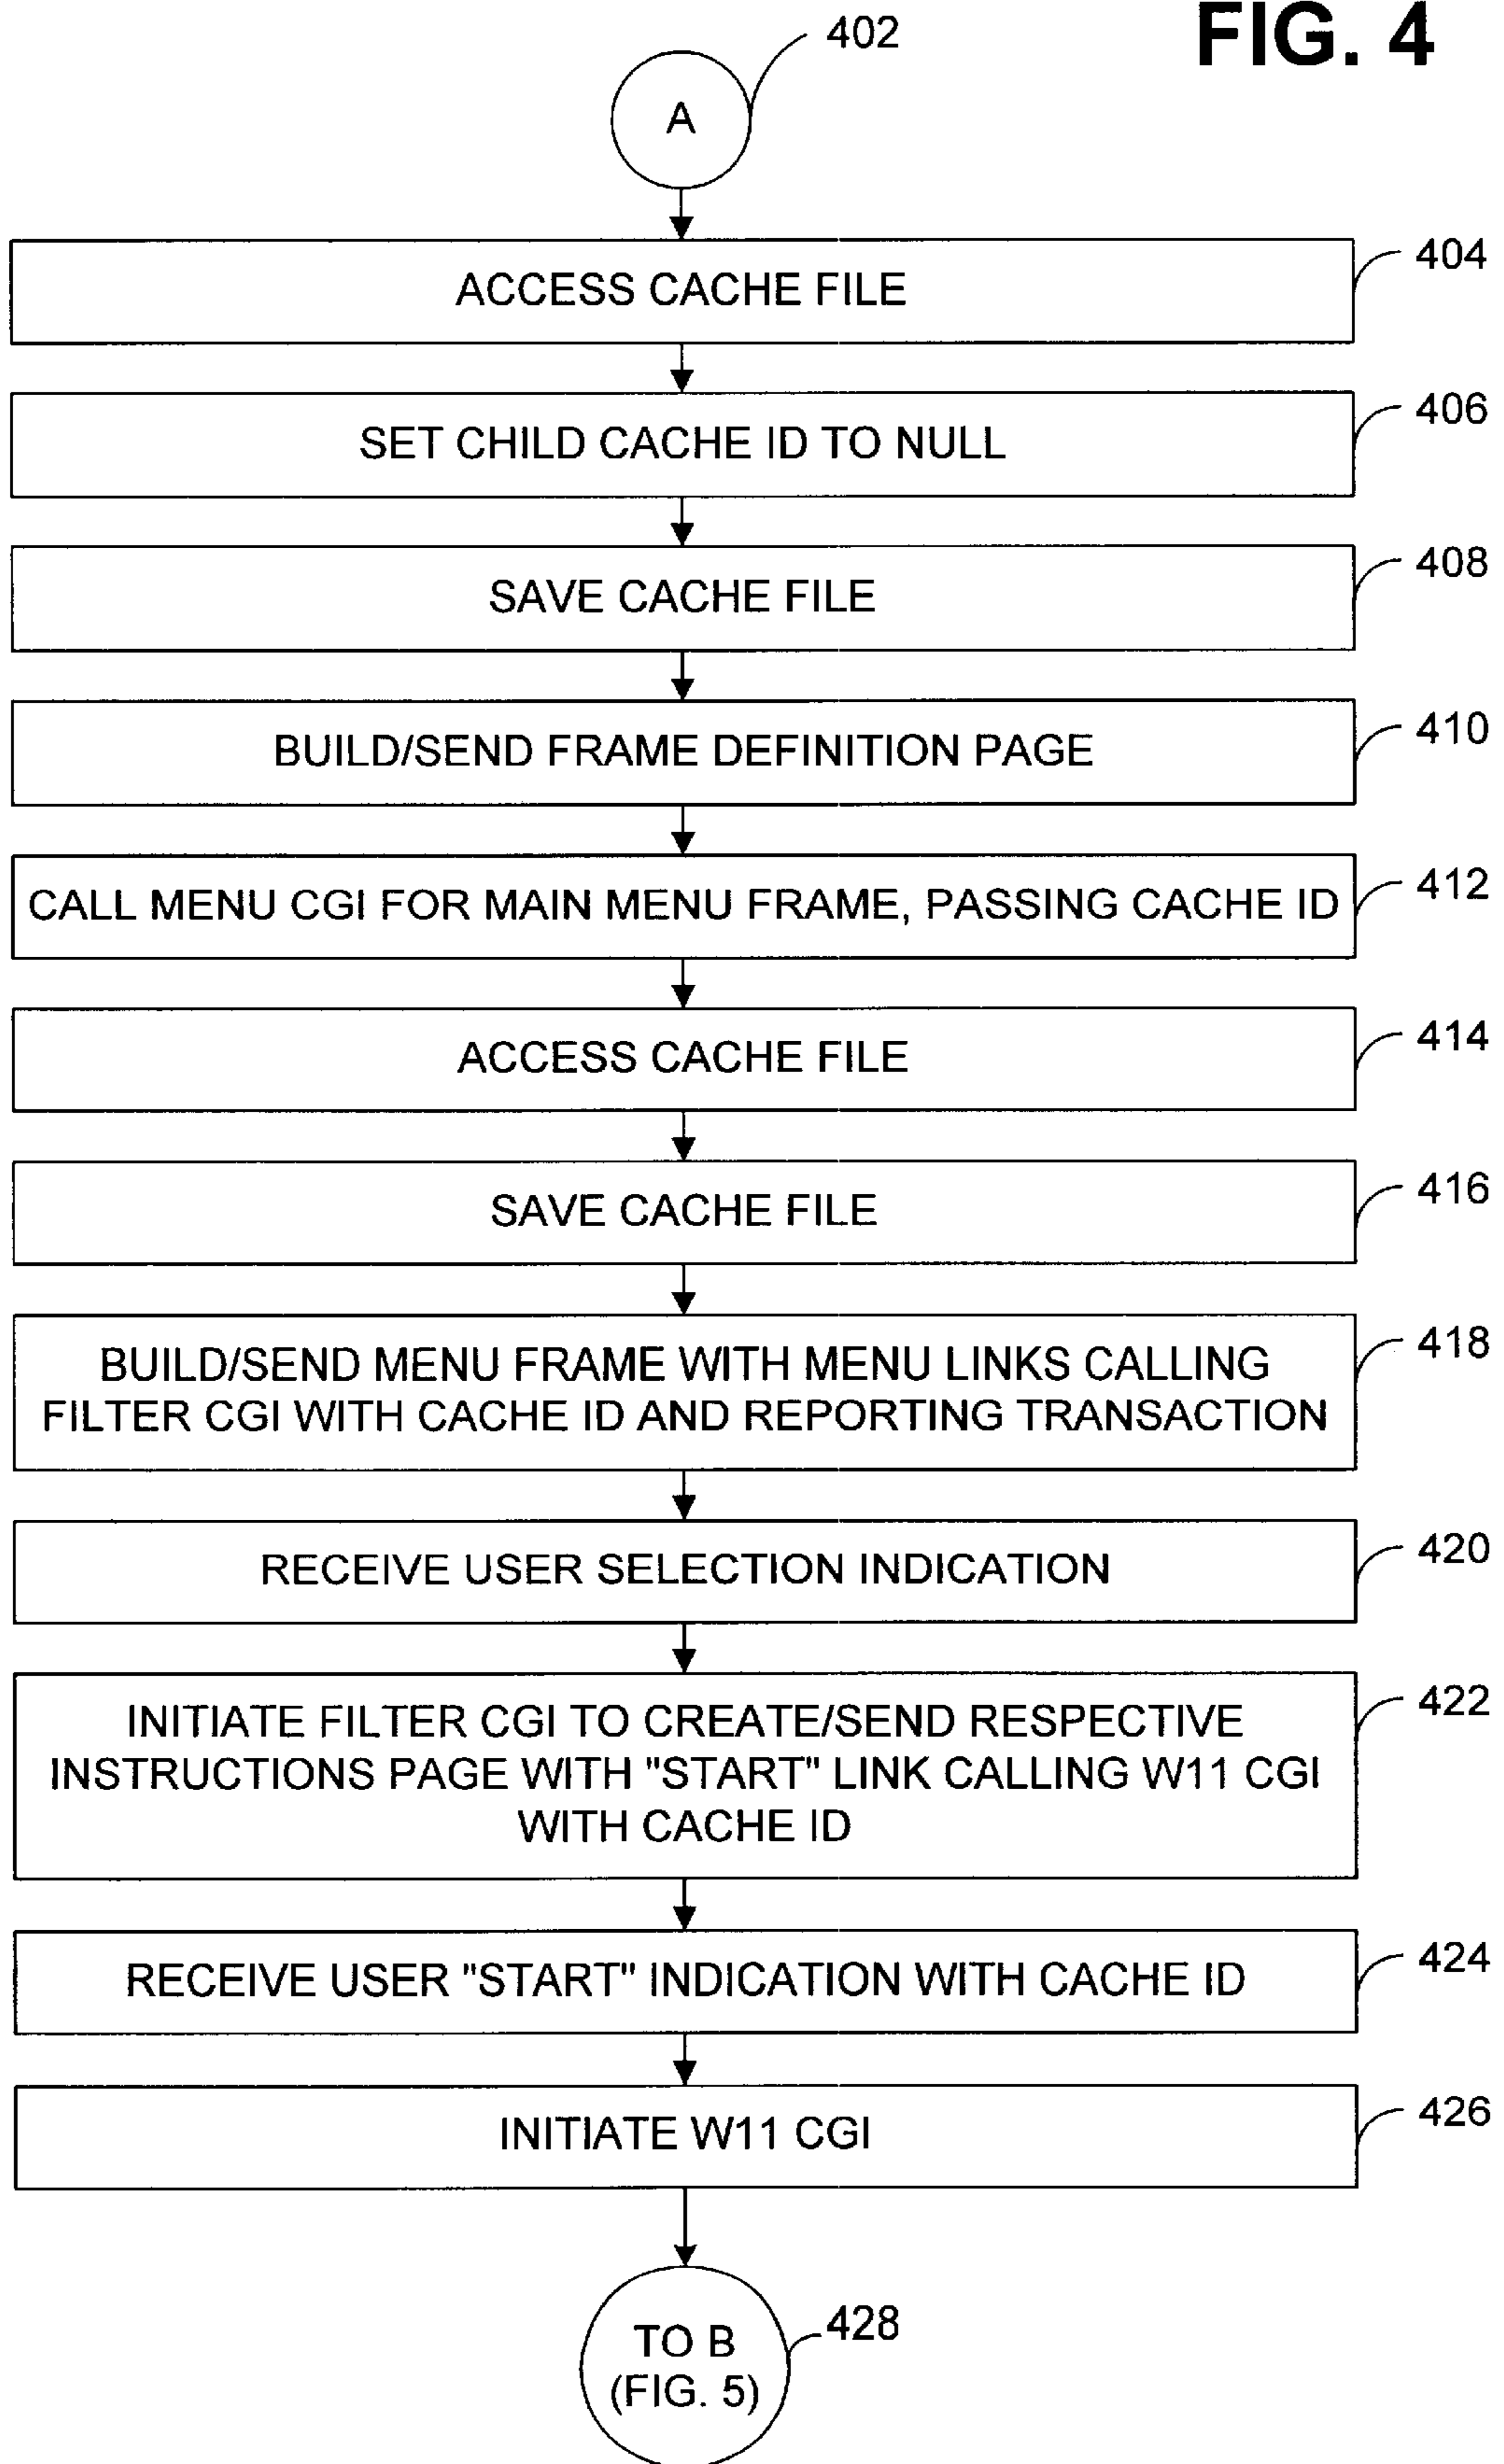 FIG. 4
402
A
404
ACCESS CACHE FILE
406
SET CHILD CACHE ID TO NULL
408
SAVE CACHE FILE
410
BUILD/SEND FRAME DEFINITION PAGE
412
CALL MENU CGI FOR MAIN MENU FRAME, PASSING CACHE ID
414
ACCESS CACHE FILE
416
SAVE CACHE FILE
418
BUILD/SEND MENU FRAME WITH MENU LINKS CALLING
FILTER CGI WITH CACHE ID AND REPORTING TRANSACTION
420
RECEIVE USER SELECTION INDICATION
422
INITIATE FILTER CGI TO CREATE/SEND RESPECTIVE
INSTRUCTIONS PAGE WITH "START" LINK CALLING W11 CGI
WITH CACHE ID
424
RECEIVE USER "START" INDICATION WITH CACHE ID
426
INITIATE W11 CGI
428
TO B
(FIG. 5)